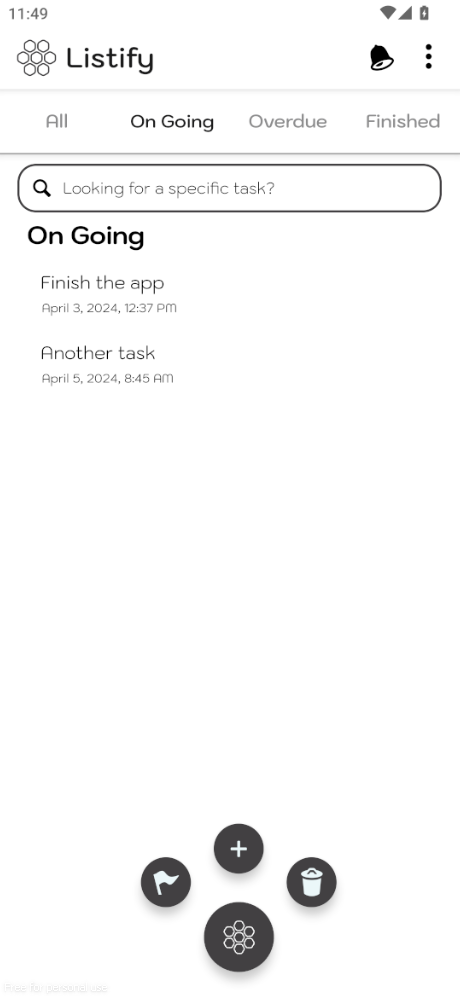 11:49
Listify
All On Going Overdue Finished
Looking for a specific task?
On Going
Finish the app
April 3, 2024, 12:37 PM
Another task
April 5, 2024, 8:45 AM
Free for personal use